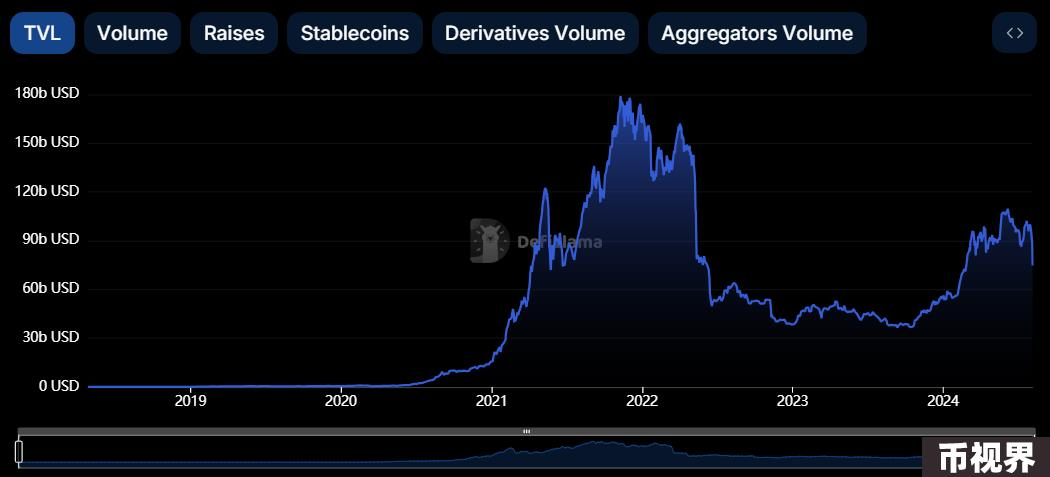 TVL Volume Raises Stablecoins Derivatives Volume Aggregators Volume <>
180b USD
150b USD
120b USD
90b USD
DefiLlama
60b USD
30b USD
0 USD
2019 2020 2021 2022 2023 2024
币视界